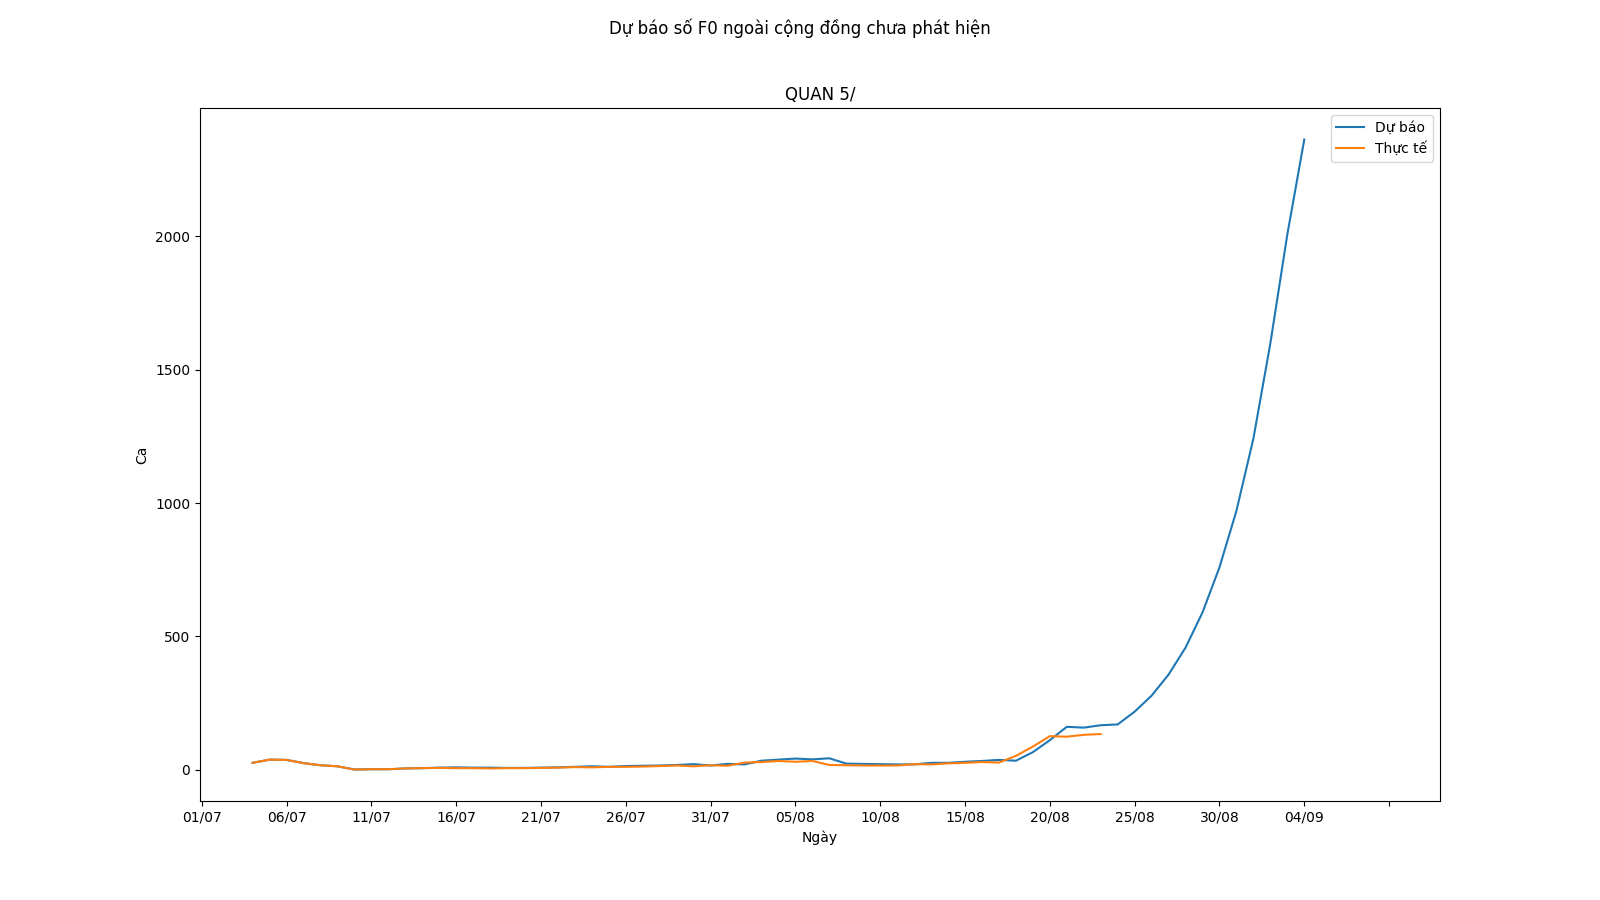 Dự báo số F0 ngoài cộng đồng chưa phát hiện
QUAN 5/
Dự báo
Thực tế
2000
1500
1000
500
0
Ca
01/07 06/07 11/07 16/07 21/07 26/07 31/07 05/08 10/08 15/08 20/08 25/08 30/08 04/09
Ngày